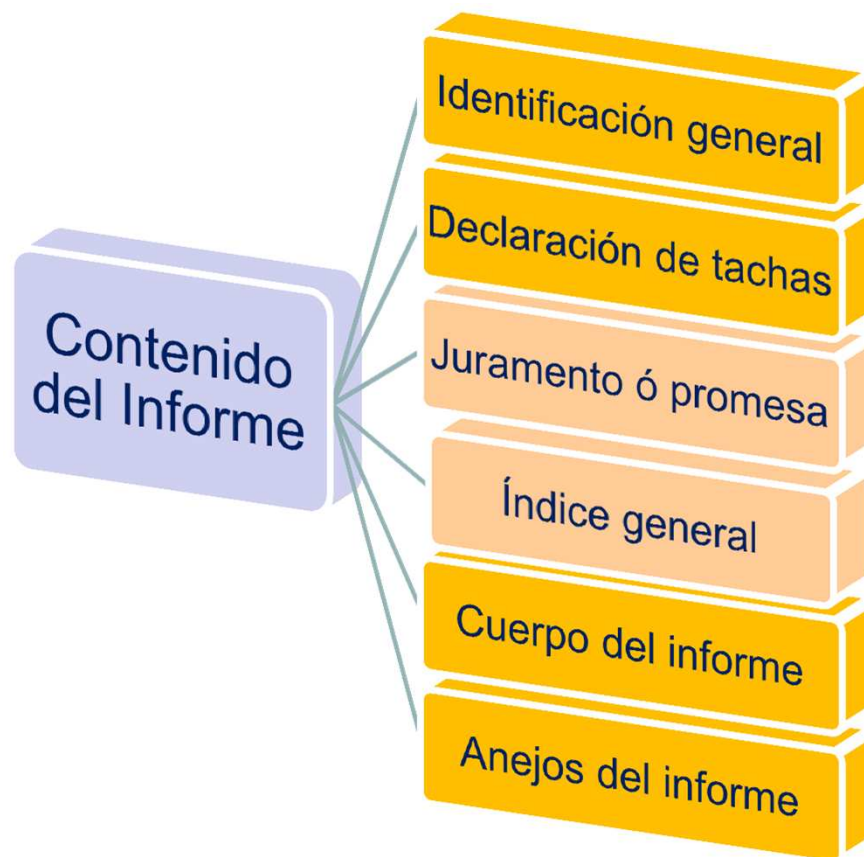 Contenido
del Informe
Identificación general
Declaración de tachas
Juramento ó promesa
Índice general
Cuerpo del informe
Anejos del informe